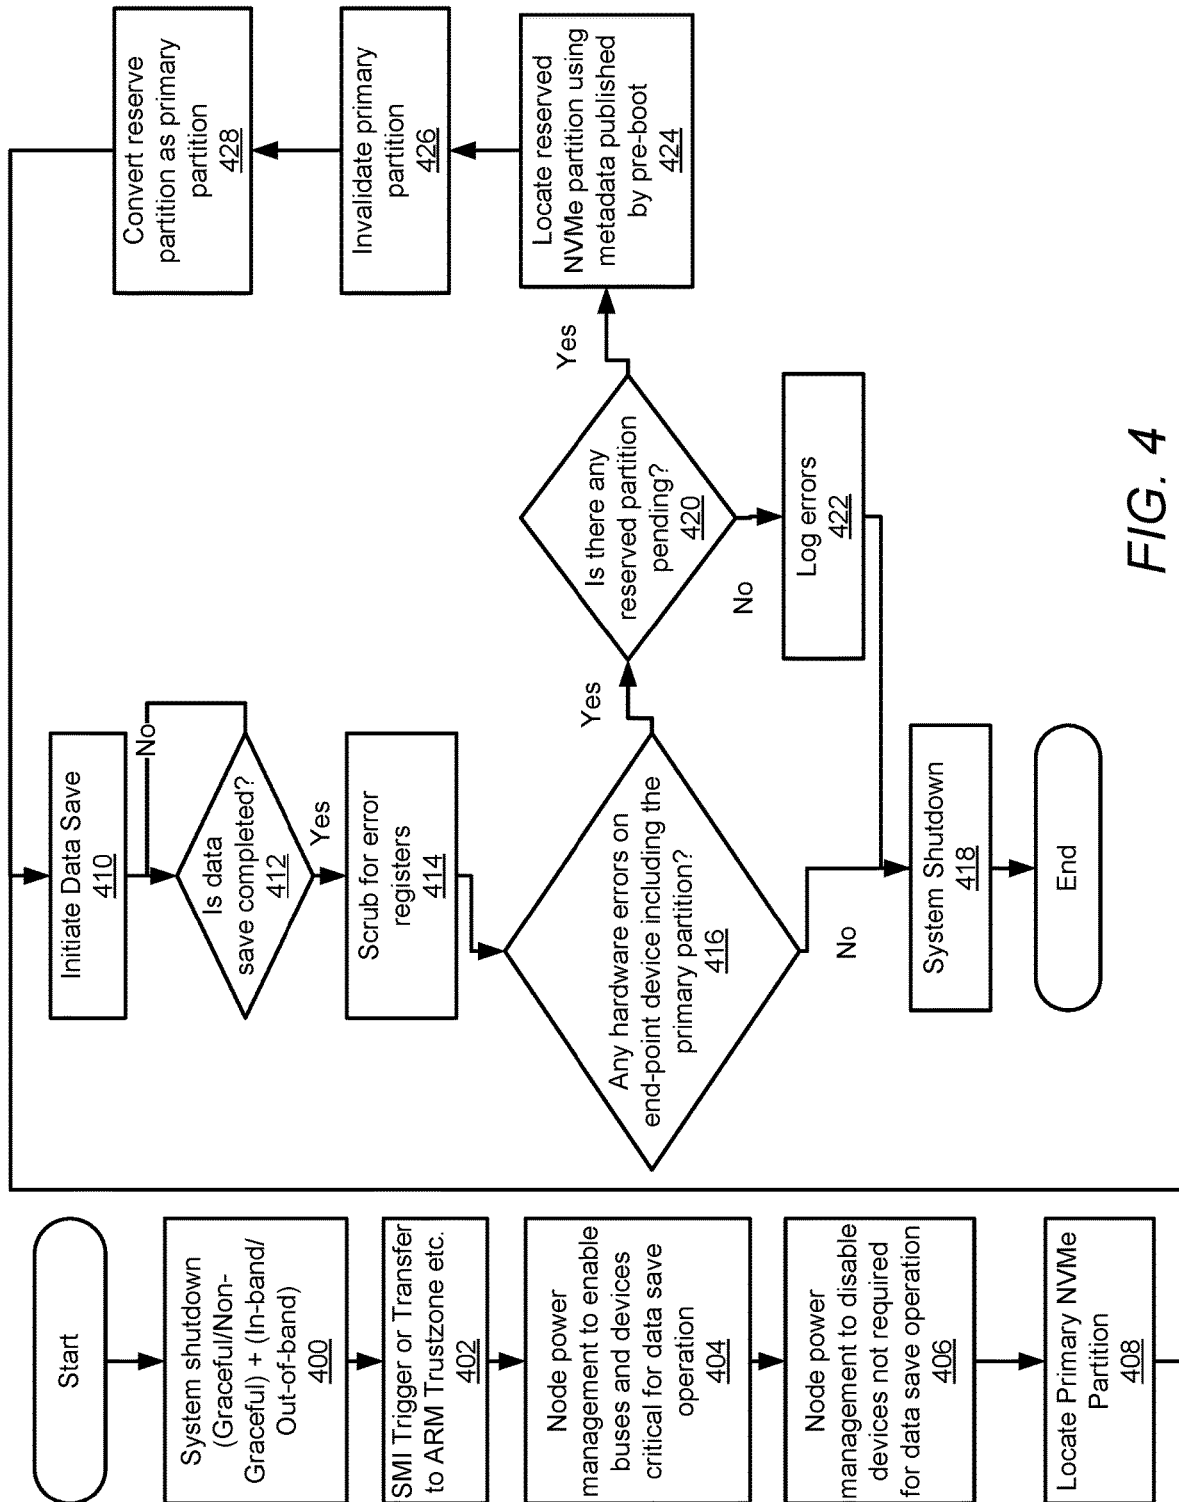 Start
System shutdown
(Graceful/Non-
Graceful) + (In-band/
Out-of-band)
400
SMI Trigger or Transfer
to ARM Trustzone etc.
402
Node power
management to enable
buses and devices
critical for data save
operation
404
Node power
management to disable
devices not required
for data save operation
406
Locate Primary NVMe
Partition
408
Initiate Data Save
410
Is data
save completed?
412
No
Yes
Scrub for error
registers
414
Any hardware errors on
end-point device including the
primary partition?
416
Yes
No
System Shutdown
418
End
Is there any
reserved partition
pending?
420
Yes
No
Log errors
422
Locate reserved
NVMe partition using
metadata published
by pre-boot
424
Invalidate primary
partition
426
Convert reserve
partition as primary
partition
428
FIG. 4